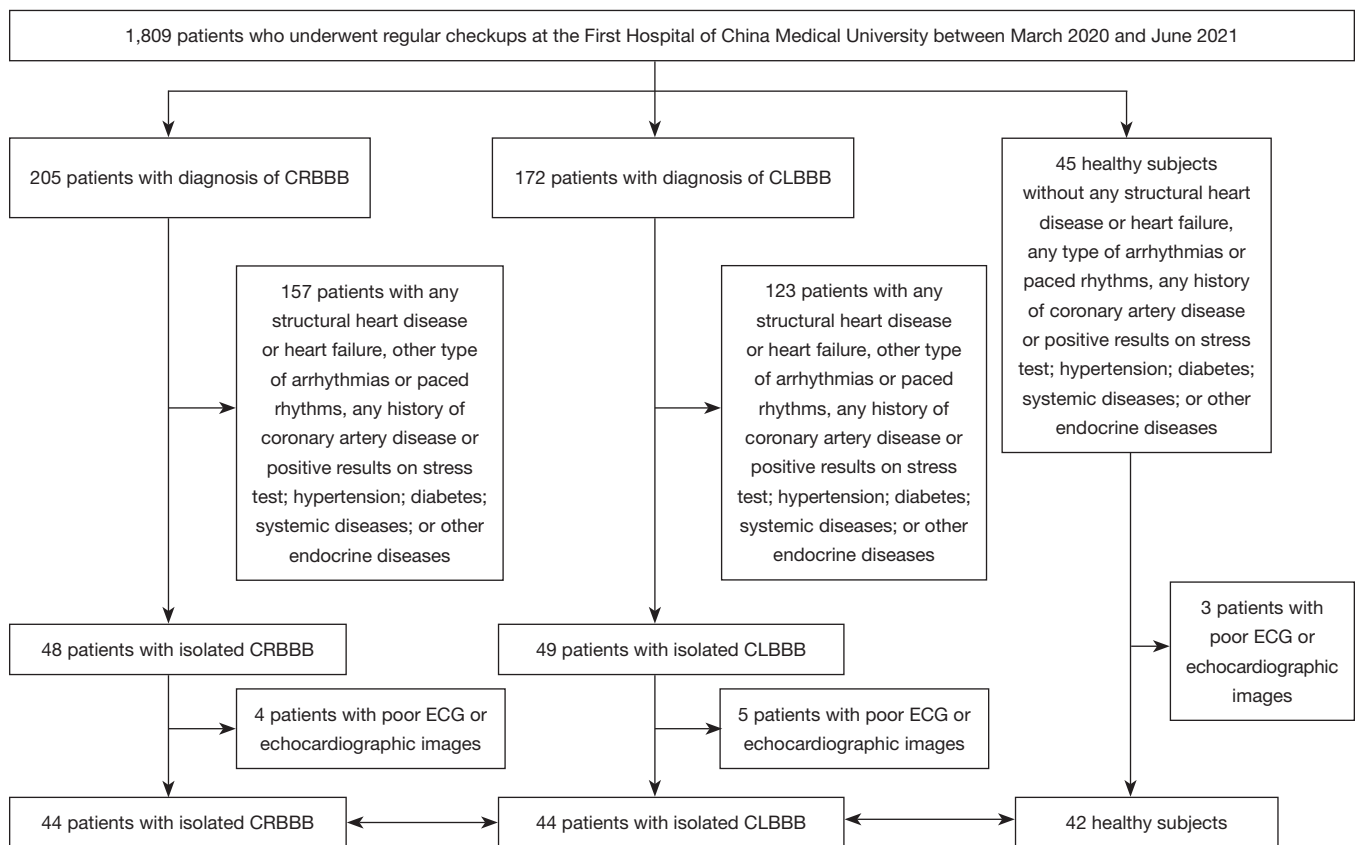 1,809 patients who underwent regular checkups at the First Hospital of China Medical University between March 2020 and June 2021
205 patients with diagnosis of CRBBB
172 patients with diagnosis of CLBBB
45 healthy subjects
without any structural heart
disease or heart failure,
any type of arrhythmias or
paced rhythms, any history
of coronary artery disease
or positive results on stress
test; hypertension; diabetes;
systemic diseases; or other
endocrine diseases
157 patients with any
structural heart disease
or heart failure, other type
of arrhythmias or paced
rhythms, any history of
coronary artery disease or
positive results on stress
test; hypertension; diabetes;
systemic diseases; or other
endocrine diseases
123 patients with any
structural heart disease
or heart failure, other type
of arrhythmias or paced
rhythms, any history of
coronary artery disease or
positive results on stress
test; hypertension; diabetes;
systemic diseases; or other
endocrine diseases
3 patients with
poor ECG or
echocardiographic
images
48 patients with isolated CRBBB
49 patients with isolated CLBBB
4 patients with poor ECG or
echocardiographic images
5 patients with poor ECG or
echocardiographic images
44 patients with isolated CRBBB
44 patients with isolated CLBBB
42 healthy subjects